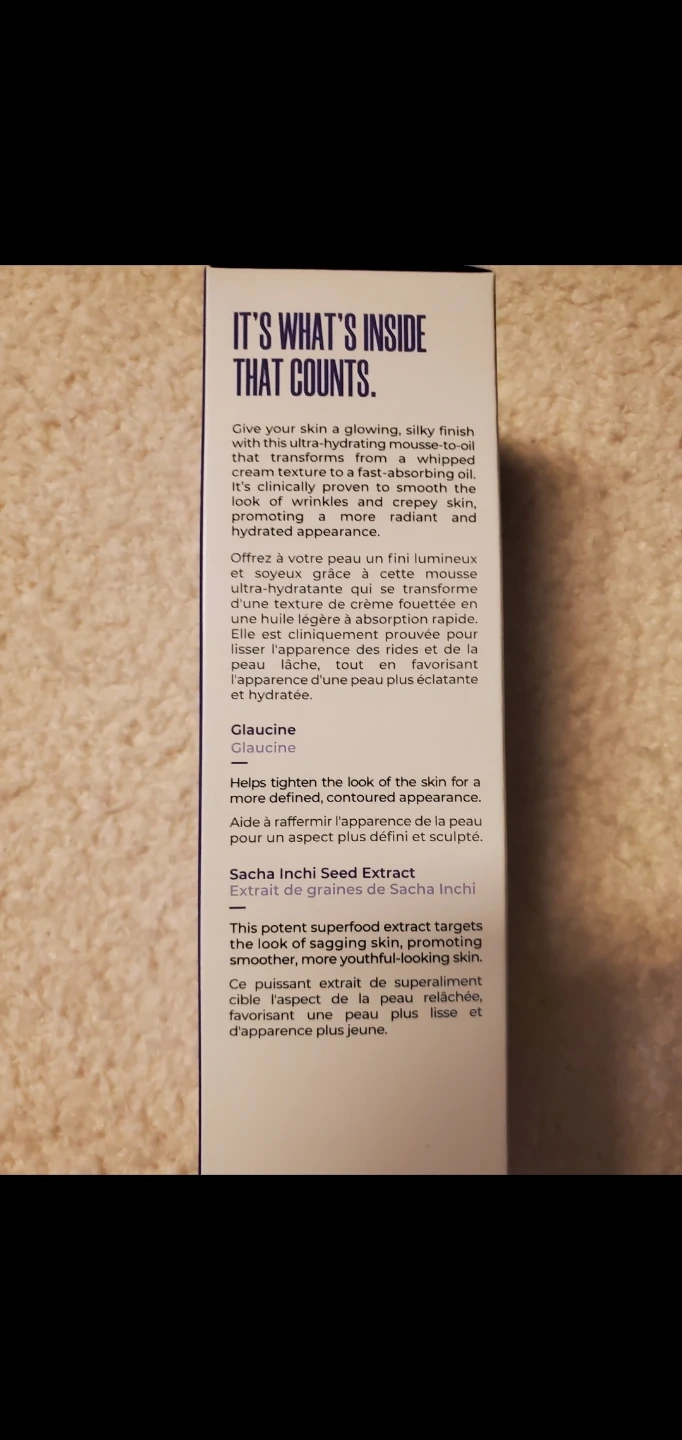 IT'S WHAT'S INSIDE
THAT COUNTS.
Give your skin a glowing, silky finish
with this ultra-hydrating mousse-to-oil
that transforms from a whipped
cream texture to a fast-absorbing oil.
It's clinically proven to smooth the
look of wrinkles and crepey skin,
promoting a more radiant and
hydrated appearance.
Offrez à votre peau un fini lumineux
et soyeux grâce à cette mousse
ultra-hydratante qui se transforme
d'une texture de crème fouettée en
une huile légère à absorption rapide.
Elle est cliniquement prouvée pour
lisser l'apparence des rides et de la
peau lâche, tout en favorisant
l'apparence d'une peau plus éclatante
et hydratée.
Glaucine
Glaucine
Helps tighten the look of the skin for a
more defined, contoured appearance.
Aide à raffermir l'apparence de la peau
pour un aspect plus défini et sculpté.
Sacha Inchi Seed Extract
Extrait de graines de Sacha Inchi
This potent superfood extract targets
the look of sagging skin, promoting
smoother, more youthful-looking skin.
Ce puissant extrait de superaliment
cible l'aspect de la peau relâchée,
favorisant une peau plus lisse et
d'apparence plus jeune.